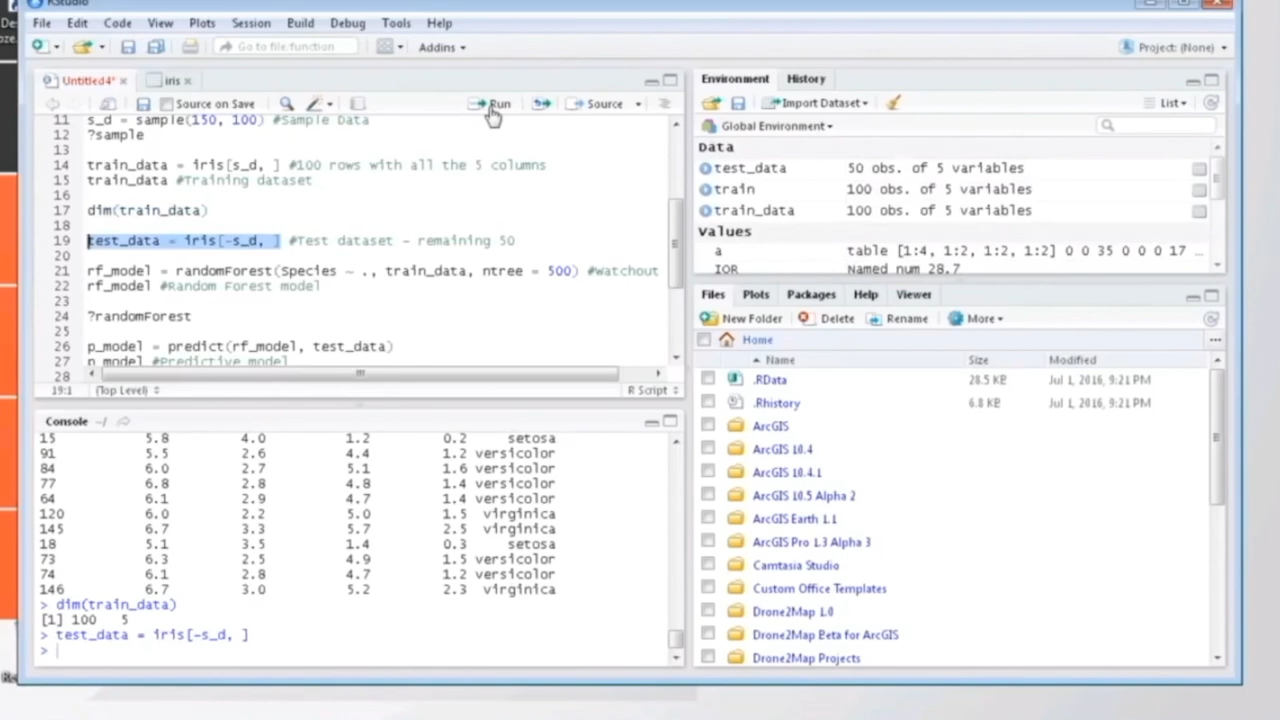 RStudio
File Edit Code View Plots Session Build Debug Tools Help
Go to file/function Addins Project: (None)
Untitled4* iris
Source on Save Run Source
11 s_d = sample(150, 100) #Sample Data
12 ?sample
13
14 train_data = iris[s_d, ] #100 rows with all the 5 columns
15 train_data #Training dataset
16
17 dim(train_data)
18
19 test_data = iris[-s_d, ] #Test dataset - remaining 50
20
21 rf_model = randomForest(Species ~ ., train_data, ntree = 500) #Watchout
22 rf_model #Random Forest model
23
24 ?randomForest
25
26 p_model = predict(rf_model, test_data)
27 p_model #Predictive model
28
19:1 (Top Level) R Script
Console ~/
15 5.8 4.0 1.2 0.2 setosa
91 5.5 2.6 4.4 1.2 versicolor
84 6.0 2.7 5.1 1.6 versicolor
77 6.8 2.8 4.8 1.4 versicolor
64 6.1 2.9 4.7 1.4 versicolor
120 6.0 2.2 5.0 1.5 virginica
145 6.7 3.3 5.7 2.5 virginica
18 5.1 3.5 1.4 0.3 setosa
73 6.3 2.5 4.9 1.5 versicolor
74 6.1 2.8 4.7 1.2 versicolor
146 6.7 3.0 5.2 2.3 virginica
> dim(train_data)
[1] 100 5
> test_data = iris[-s_d, ]
>
Environment History
Import Dataset List
Global Environment
Data
test_data 50 obs. of 5 variables
train 100 obs. of 5 variables
train_data 100 obs. of 5 variables
Values
a table [1:4, 1:2, 1:2, 1:2] 0 0 35 0 0 0 17 ...
IQR Named num 28.7
Files Plots Packages Help Viewer
New Folder Delete Rename More
Home
Name Size Modified
.RData 28.5 KB Jul 1, 2016, 9:21 PM
.Rhistory 6.8 KB Jul 1, 2016, 9:21 PM
ArcGIS
ArcGIS 10.4
ArcGIS 10.4.1
ArcGIS 10.5 Alpha 2
ArcGIS Earth 1.1
ArcGIS Pro 1.3 Alpha 3
Camtasia Studio
Custom Office Templates
Drone2Map 1.0
Drone2Map Beta for ArcGIS
Drone2Map Projects